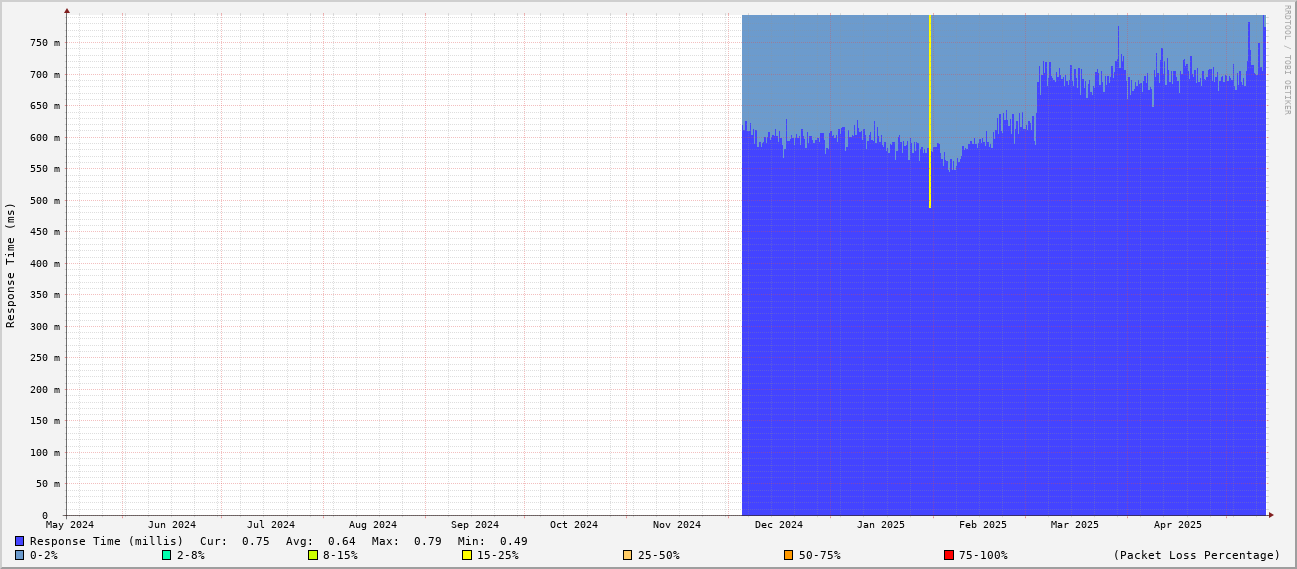 RRDTOOL / TOBI OETIKER
Response Time (ms)
750 m
700 m
650 m
600 m
550 m
500 m
450 m
400 m
350 m
300 m
250 m
200 m
150 m
100 m
50 m
0
May 2024 Jun 2024 Jul 2024 Aug 2024 Sep 2024 Oct 2024 Nov 2024 Dec 2024 Jan 2025 Feb 2025 Mar 2025 Apr 2025
Response Time (millis) Cur: 0.75 Avg: 0.64 Max: 0.79 Min: 0.49
0-2% 2-8% 8-15% 15-25% 25-50% 50-75% 75-100% (Packet Loss Percentage)